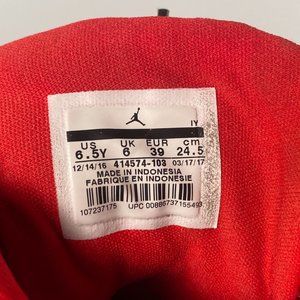 IY
US UK EUR cm
6.5Y 6 39 24.5
12/14/16 414574-103 03/17/17
MADE IN INDONESIA
FABRIQUE EN INDONESIE
107237175 UPC 00886737155493